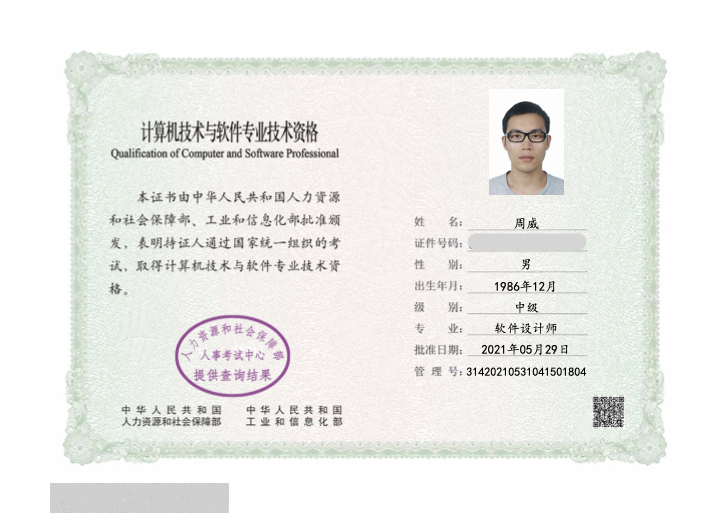 计算机技术与软件专业技术资格
Qualification of Computer and Software Professional
本证书由中华人民共和国人力资源
和社会保障部、工业和信息化部批准颁
发，表明持证人通过国家统一组织的考
试，取得计算机技术与软件专业技术资
格。
人力资源和社会保障部
人事考试中心
提供查询结果
中华人民共和国
人力资源和社会保障部
中华人民共和国
工业和信息化部
姓 名：周威
证件号码：
性 别：男
出生年月：1986年12月
级 别：中级
专 业：软件设计师
批准日期：2021年05月29日
管 理 号：31420210531041501804